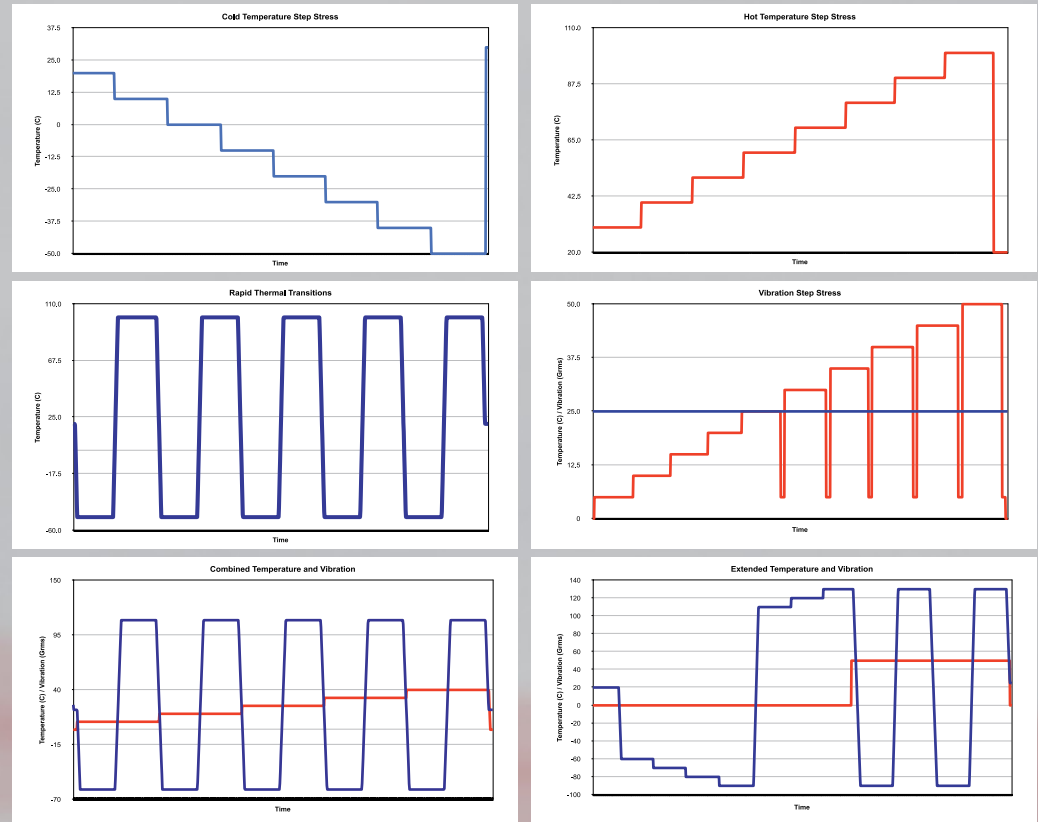 Cold Temperature Step Stress
Temperature (C)
37.5
25.0
12.5
0
-12.5
-25.0
-37.5
-50.0
Time
Hot Temperature Step Stress
Temperature (C)
110.0
87.5
65.0
42.5
20.0
Time
Rapid Thermal Transitions
Temperature (C)
110.0
67.5
25.0
-17.5
-60.0
Time
Vibration Step Stress
Temperature (C) / Vibration (Grms)
50.0
37.5
25.0
12.5
0
Time
Combined Temperature and Vibration
Temperature (C) / Vibration (Grms)
150
95
40
-15
-70
Time
Extended Temperature and Vibration
Temperature (C) / Vibration (Grms)
140
120
100
80
60
40
20
0
-20
-40
-60
-80
-100
Time